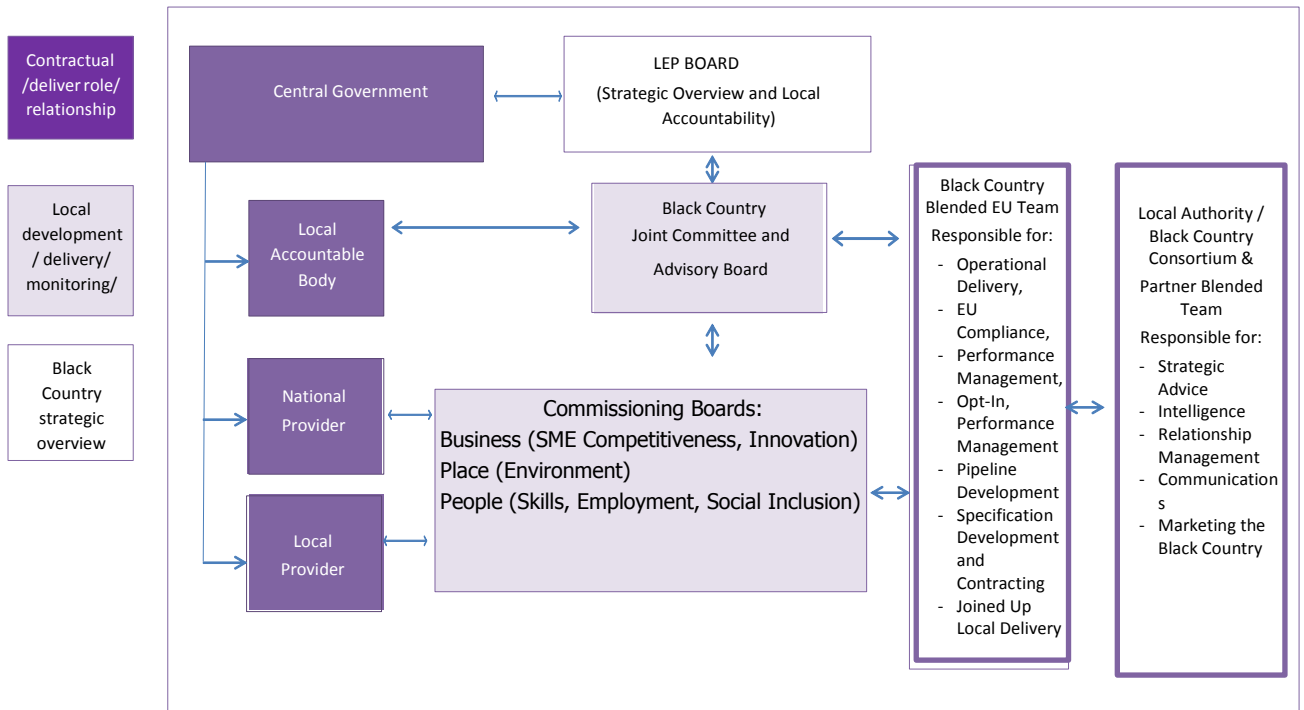 Contractual
/deliver role/
relationship
Local
development
/ delivery/
monitoring/
Black
Country
strategic
overview
Central Government
LEP BOARD
(Strategic Overview and Local
Accountability)
Local
Accountable
Body
Black Country
Joint Committee and
Advisory Board
National
Provider
Local
Provider
Commissioning Boards:
Business (SME Competitiveness, Innovation)
Place (Environment)
People (Skills, Employment, Social Inclusion)
Black Country
Blended EU Team
Responsible for:
- Operational
Delivery,
- EU
Compliance,
- Performance
Management,
- Opt-In,
Performance
Management
- Pipeline
Development
- Specification
Development
and
Contracting
- Joined Up
Local Delivery
Local Authority /
Black Country
Consortium &
Partner Blended
Team
Responsible for:
- Strategic
Advice
- Intelligence
- Relationship
Management
- Communication
s
- Marketing the
Black Country